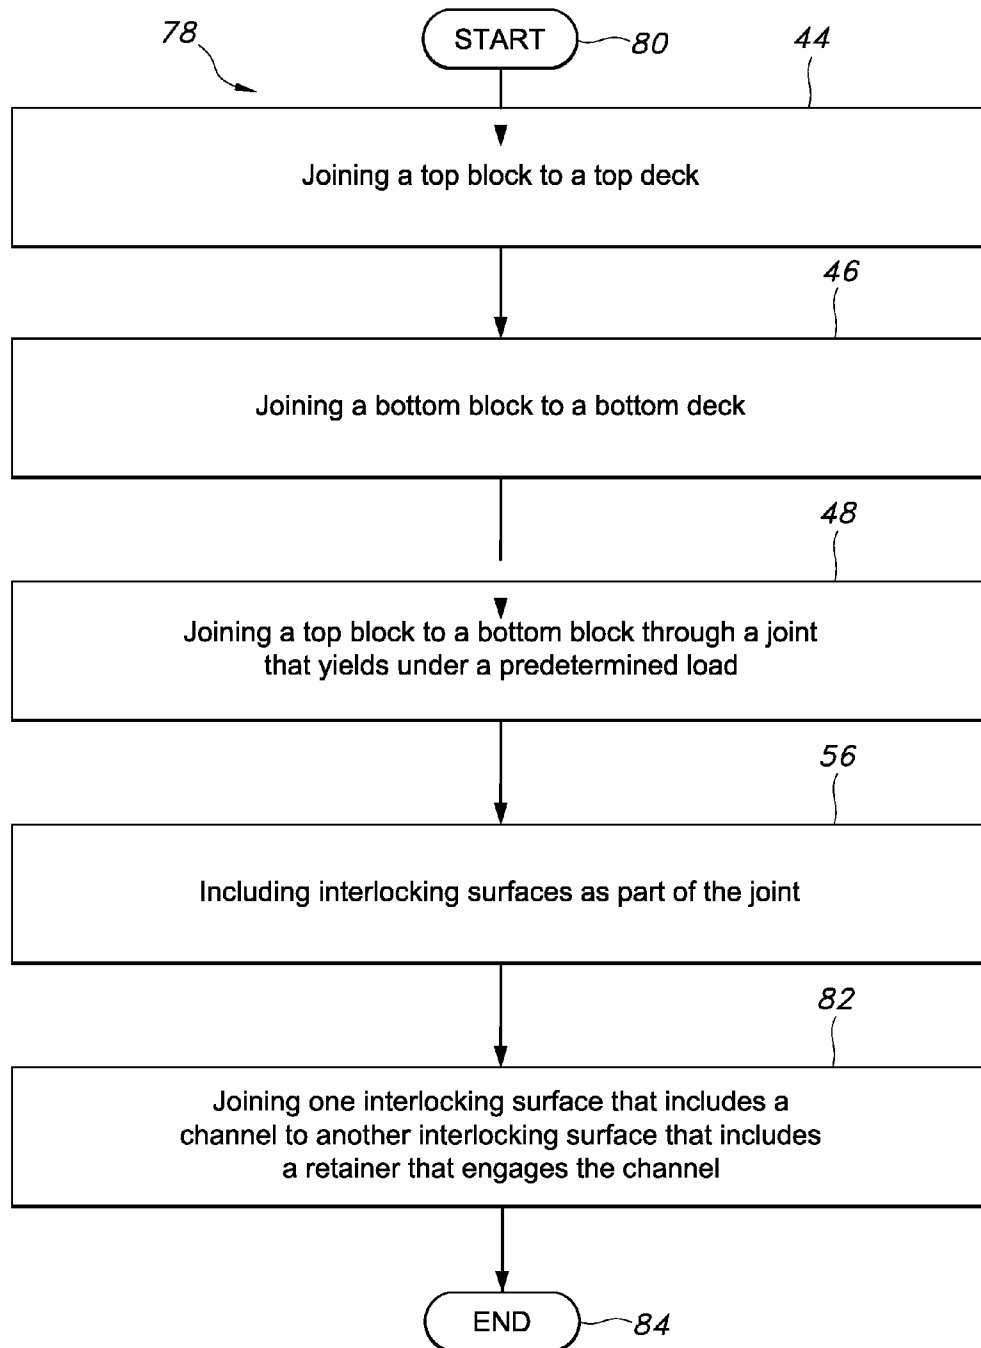 78
START
80
44
Joining a top block to a top deck
46
Joining a bottom block to a bottom deck
48
Joining a top block to a bottom block through a joint
that yields under a predetermined load
56
Including interlocking surfaces as part of the joint
82
Joining one interlocking surface that includes a
channel to another interlocking surface that includes
a retainer that engages the channel
END
84